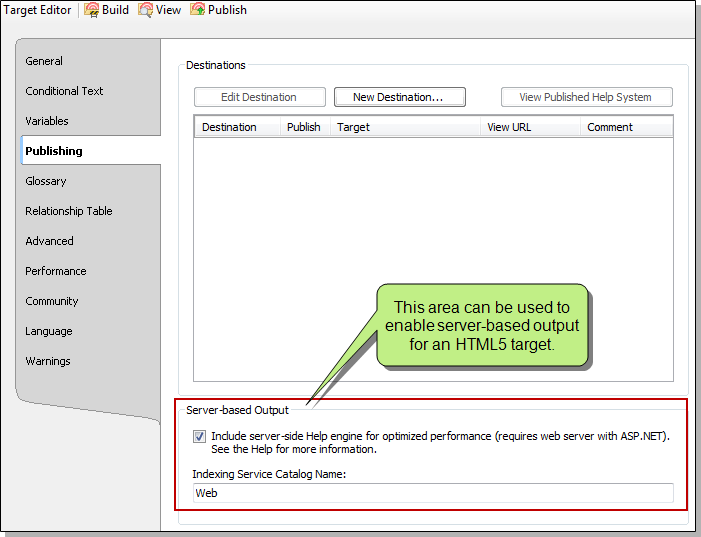 Target Editor Build View Publish
General
Conditional Text
Variables
Publishing
Glossary
Relationship Table
Advanced
Performance
Community
Language
Warnings
Destinations
Edit Destination New Destination... View Published Help System
Destination Publish Target View URL Comment
This area can be used to
enable server-based output
for an HTML5 target.
Server-based Output
Include server-side Help engine for optimized performance (requires web server with ASP.NET).
See the Help for more information.
Indexing Service Catalog Name:
Web